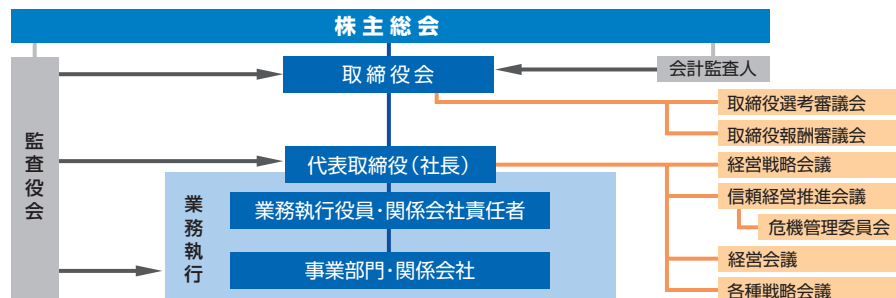 株主総会
取締役会
会計監査人
取締役選考審議会
取締役報酬審議会
監査役会
代表取締役(社長)
経営戦略会議
業務執行
業務執行役員・関係会社責任者
信頼経営推進会議
危機管理委員会
事業部門・関係会社
経営会議
各種戦略会議